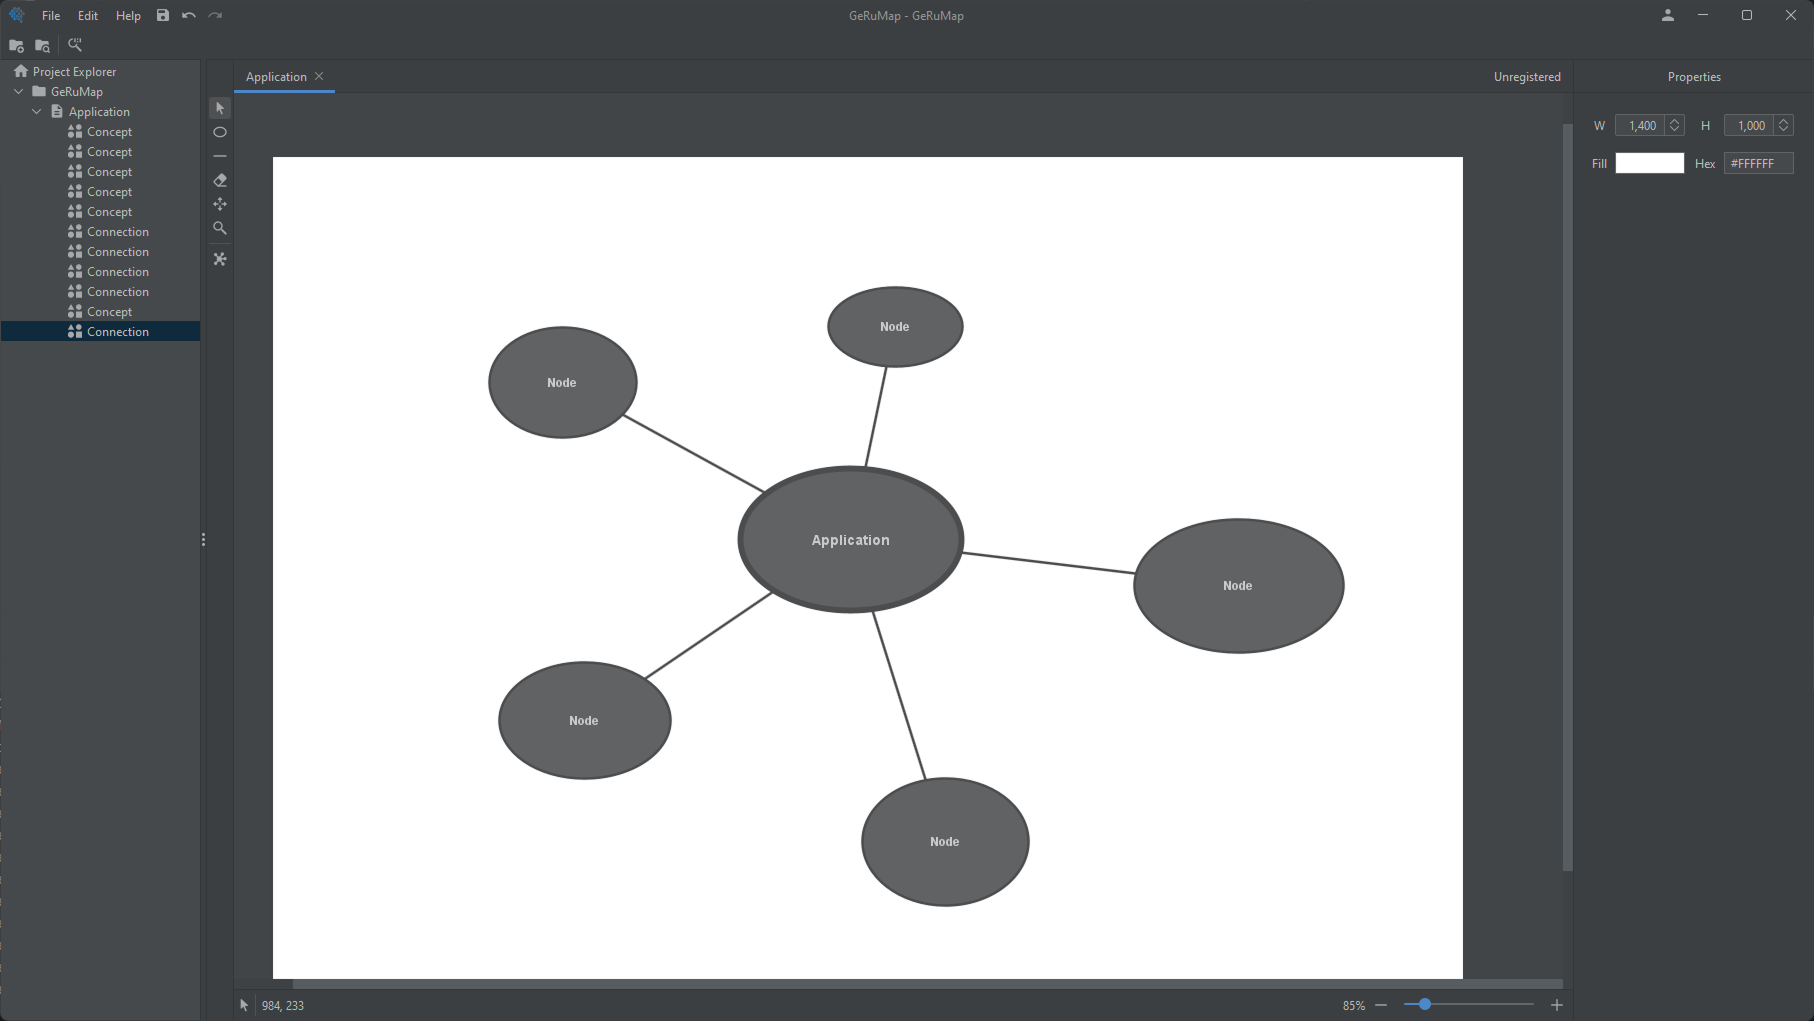 File Edit Help
GeRuMap - GeRuMap
Project Explorer
GeRuMap
Application
Concept
Concept
Concept
Concept
Concept
Connection
Connection
Connection
Connection
Concept
Connection
Application
Unregistered
Node
Node
Application
Node
Node
Node
984, 233
85%
Properties
W 1,400 H 1,000
Fill Hex #FFFFFF